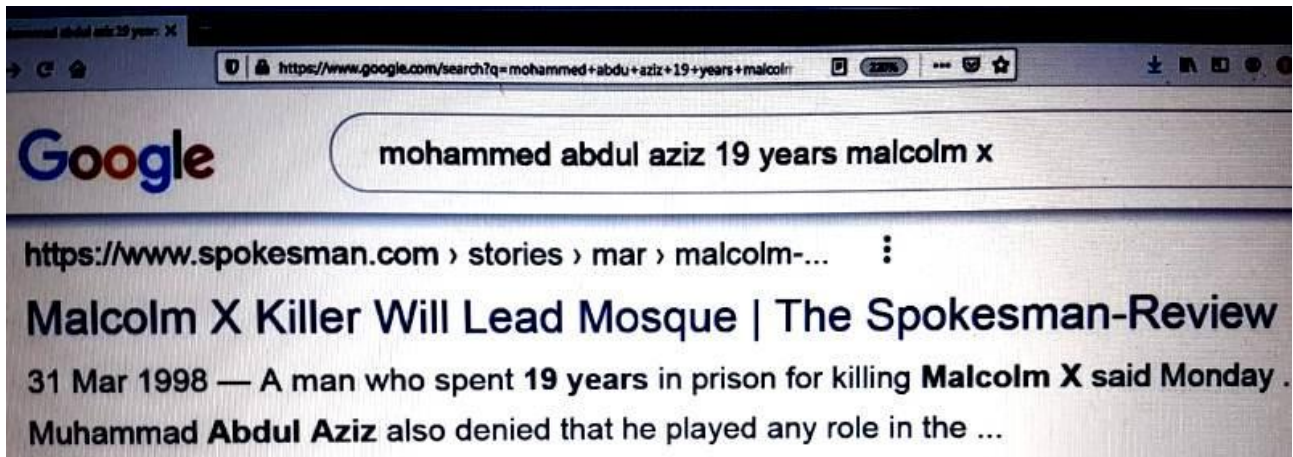 https://www.google.com/search?q=mohammed+abdu+aziz+19+years+malcolm
220%
Google
mohammed abdul aziz 19 years malcolm x
https://www.spokesman.com › stories › mar › malcolm-...
Malcolm X Killer Will Lead Mosque | The Spokesman-Review
31 Mar 1998 — A man who spent 19 years in prison for killing Malcolm X said Monday .
Muhammad Abdul Aziz also denied that he played any role in the ...